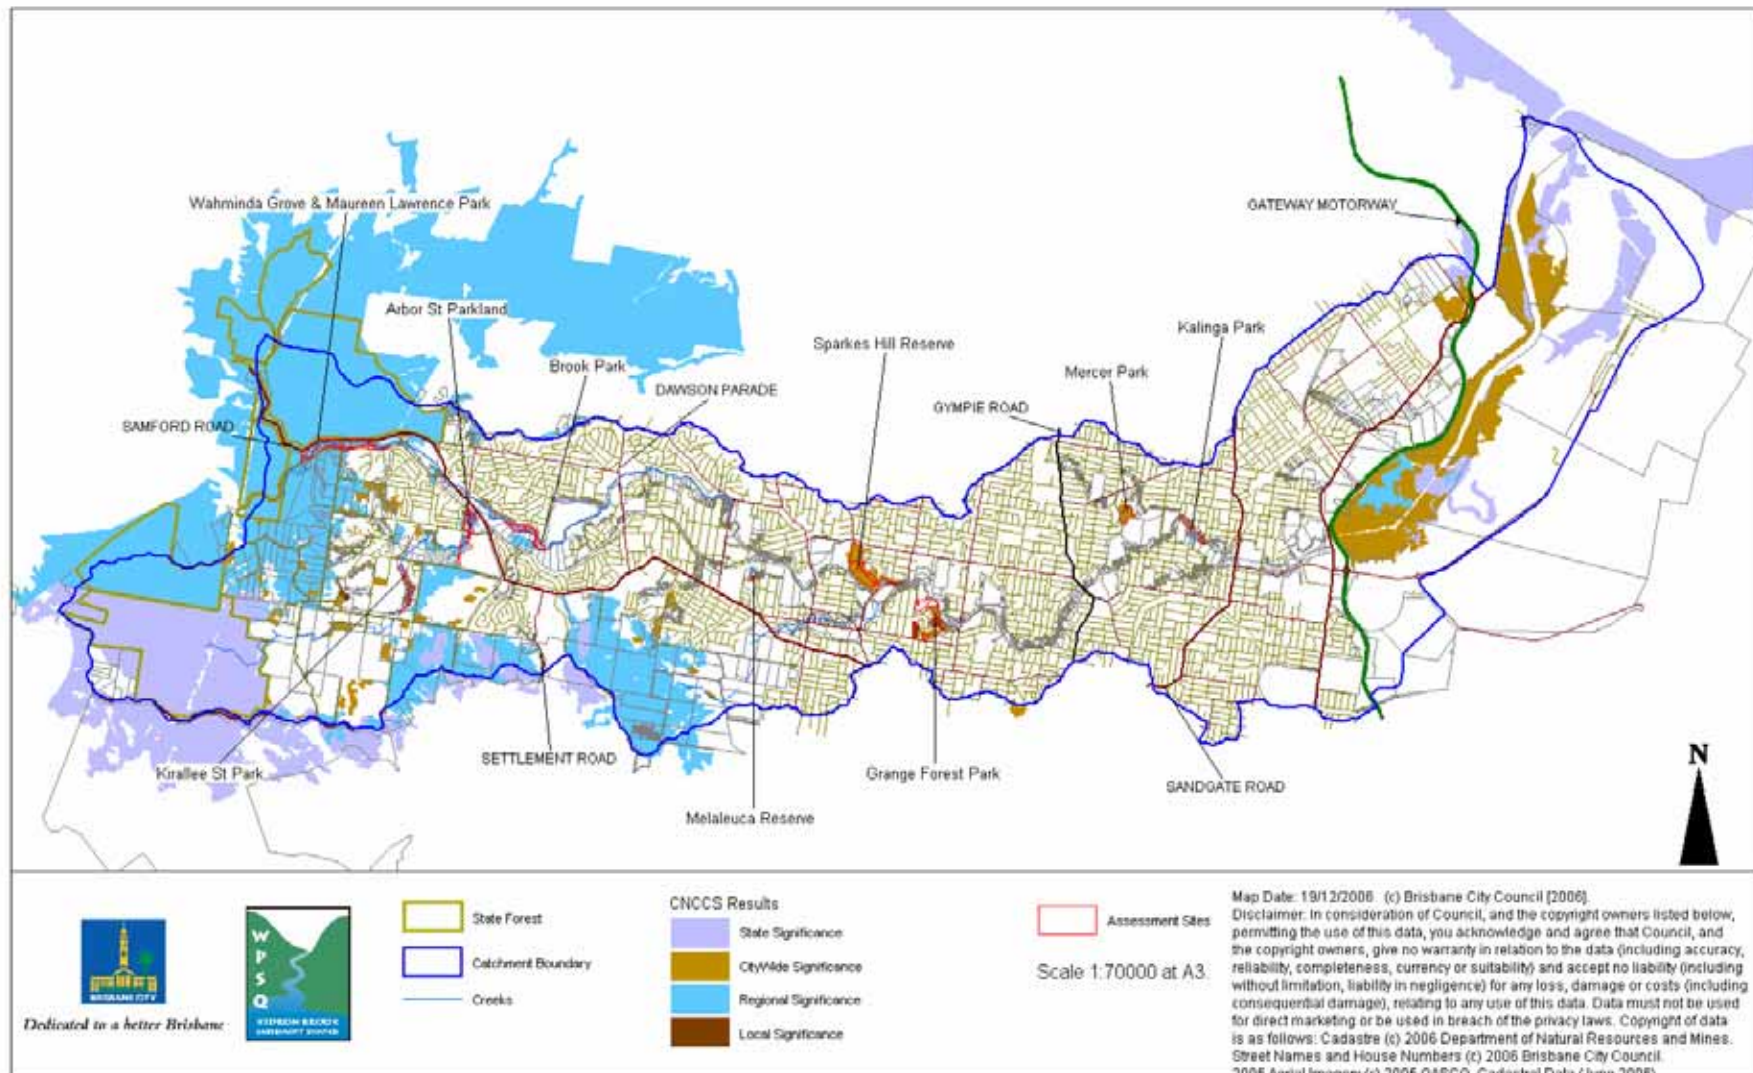 Wahminda Grove & Maureen Lawrence Park
GATEWAY MOTORWAY
Arbor St Parkland
Sparkes Hill Reserve
Kalinga Park
Brook Park
Mercer Park
DAWSON PARADE
GYMPIE ROAD
SAMFORD ROAD
SETTLEMENT ROAD
Kirallee St Park
Grange Forest Park
SANDGATE ROAD
Melaleuca Reserve
N
CNCCS Results
State Forest
Catchment Boundary
Creeks
State Significance
CityWide Significance
Regional Significance
Local Significance
Assessment Sites
Scale 1:70000 at A3.
BRISBANE CITY
Dedicated to a better Brisbane
WPSQ
Map Date: 19/12/2006 (c) Brisbane City Council [2006].
Disclaimer: In consideration of Council, and the copyright owners listed below,
permitting the use of this data, you acknowledge and agree that Council, and
the copyright owners, give no warranty in relation to the data (including accuracy,
reliability, completeness, currency or suitability) and accept no liability (including
without limitation, liability in negligence) for any loss, damage or costs (including
consequential damage), relating to any use of this data. Data must not be used
for direct marketing or be used in breach of the privacy laws. Copyright of data
is as follows: Cadastre (c) 2006 Department of Natural Resources and Mines.
Street Names and House Numbers (c) 2006 Brisbane City Council.